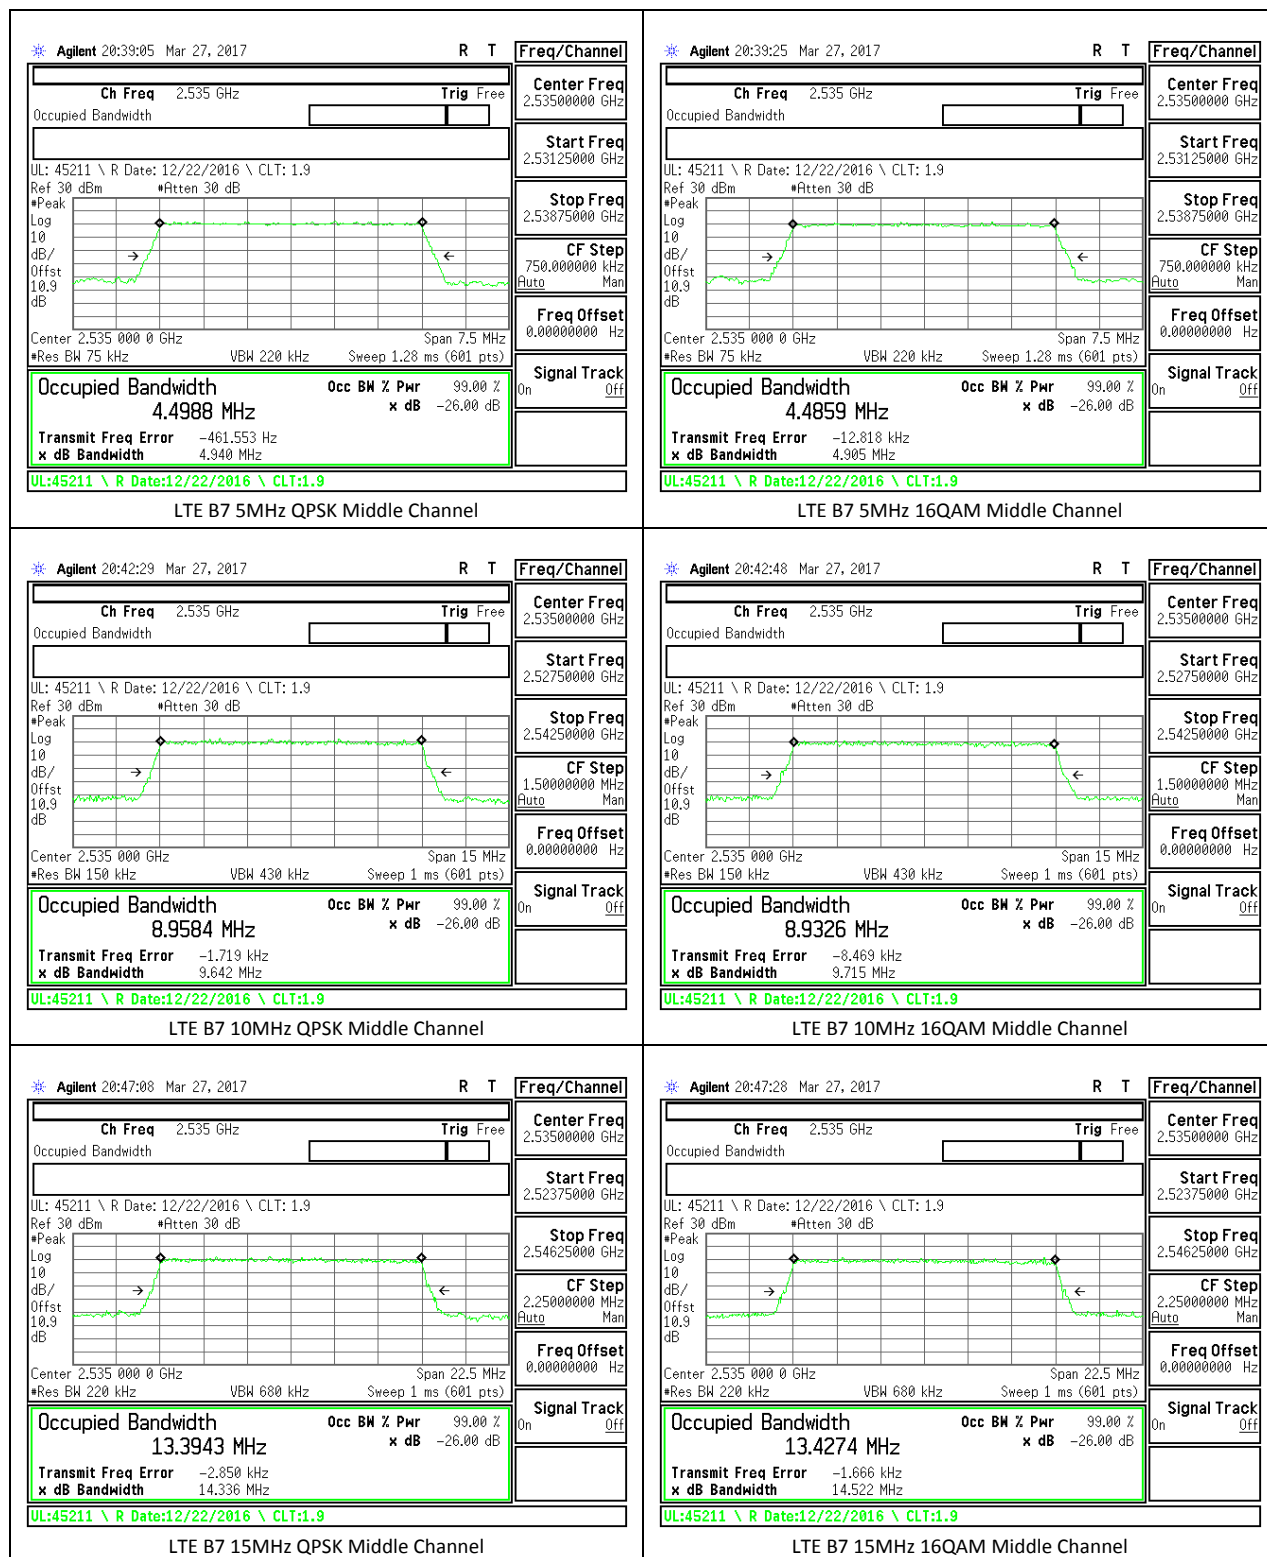 Agilent 20:39:05 Mar 27, 2017 R T
Freq/Channel
Ch Freq 2.535 GHz Trig Free
Occupied Bandwidth
Center Freq
2.53500000 GHz
Start Freq
2.53125000 GHz
Stop Freq
2.53875000 GHz
CF Step
750.000000 kHz
Auto Man
Freq Offset
0.00000000 Hz
Signal Track
On Off
UL: 45211 \ R Date: 12/22/2016 \ CLT: 1.9
Ref 30 dBm #Atten 30 dB
#Peak
Log
10
dB/
Offst
10.9
dB
Center 2.535 000 0 GHz Span 7.5 MHz
#Res BW 75 kHz VBW 220 kHz Sweep 1.28 ms (601 pts)
Occupied Bandwidth Occ BW % Pwr 99.00 %
4.4988 MHz x dB -26.00 dB
Transmit Freq Error -461.553 Hz
x dB Bandwidth 4.940 MHz
UL:45211 \ R Date:12/22/2016 \ CLT:1.9
LTE B7 5MHz QPSK Middle Channel
Agilent 20:39:25 Mar 27, 2017 R T
Freq/Channel
Ch Freq 2.535 GHz Trig Free
Occupied Bandwidth
Center Freq
2.53500000 GHz
Start Freq
2.53125000 GHz
Stop Freq
2.53875000 GHz
CF Step
750.000000 kHz
Auto Man
Freq Offset
0.00000000 Hz
Signal Track
On Off
UL: 45211 \ R Date: 12/22/2016 \ CLT: 1.9
Ref 30 dBm #Atten 30 dB
#Peak
Log
10
dB/
Offst
10.9
dB
Center 2.535 000 0 GHz Span 7.5 MHz
#Res BW 75 kHz VBW 220 kHz Sweep 1.28 ms (601 pts)
Occupied Bandwidth Occ BW % Pwr 99.00 %
4.4859 MHz x dB -26.00 dB
Transmit Freq Error -12.818 kHz
x dB Bandwidth 4.905 MHz
UL:45211 \ R Date:12/22/2016 \ CLT:1.9
LTE B7 5MHz 16QAM Middle Channel
Agilent 20:42:29 Mar 27, 2017 R T
Freq/Channel
Ch Freq 2.535 GHz Trig Free
Occupied Bandwidth
Center Freq
2.53500000 GHz
Start Freq
2.52750000 GHz
Stop Freq
2.54250000 GHz
CF Step
1.50000000 MHz
Auto Man
Freq Offset
0.00000000 Hz
Signal Track
On Off
UL: 45211 \ R Date: 12/22/2016 \ CLT: 1.9
Ref 30 dBm #Atten 30 dB
#Peak
Log
10
dB/
Offst
10.9
dB
Center 2.535 000 GHz Span 15 MHz
#Res BW 150 kHz VBW 430 kHz Sweep 1 ms (601 pts)
Occupied Bandwidth Occ BW % Pwr 99.00 %
8.9584 MHz x dB -26.00 dB
Transmit Freq Error -1.719 kHz
x dB Bandwidth 9.642 MHz
UL:45211 \ R Date:12/22/2016 \ CLT:1.9
LTE B7 10MHz QPSK Middle Channel
Agilent 20:42:48 Mar 27, 2017 R T
Freq/Channel
Ch Freq 2.535 GHz Trig Free
Occupied Bandwidth
Center Freq
2.53500000 GHz
Start Freq
2.52750000 GHz
Stop Freq
2.54250000 GHz
CF Step
1.50000000 MHz
Auto Man
Freq Offset
0.00000000 Hz
Signal Track
On Off
UL: 45211 \ R Date: 12/22/2016 \ CLT: 1.9
Ref 30 dBm #Atten 30 dB
#Peak
Log
10
dB/
Offst
10.9
dB
Center 2.535 000 GHz Span 15 MHz
#Res BW 150 kHz VBW 430 kHz Sweep 1 ms (601 pts)
Occupied Bandwidth Occ BW % Pwr 99.00 %
8.9326 MHz x dB -26.00 dB
Transmit Freq Error -8.469 kHz
x dB Bandwidth 9.715 MHz
UL:45211 \ R Date:12/22/2016 \ CLT:1.9
LTE B7 10MHz 16QAM Middle Channel
Agilent 20:47:08 Mar 27, 2017 R T
Freq/Channel
Ch Freq 2.535 GHz Trig Free
Occupied Bandwidth
Center Freq
2.53500000 GHz
Start Freq
2.52375000 GHz
Stop Freq
2.54625000 GHz
CF Step
2.25000000 MHz
Auto Man
Freq Offset
0.00000000 Hz
Signal Track
On Off
UL: 45211 \ R Date: 12/22/2016 \ CLT: 1.9
Ref 30 dBm #Atten 30 dB
#Peak
Log
10
dB/
Offst
10.9
dB
Center 2.535 000 0 GHz Span 22.5 MHz
#Res BW 220 kHz VBW 680 kHz Sweep 1 ms (601 pts)
Occupied Bandwidth Occ BW % Pwr 99.00 %
13.3943 MHz x dB -26.00 dB
Transmit Freq Error -2.850 kHz
x dB Bandwidth 14.336 MHz
UL:45211 \ R Date:12/22/2016 \ CLT:1.9
LTE B7 15MHz QPSK Middle Channel
Agilent 20:47:28 Mar 27, 2017 R T
Freq/Channel
Ch Freq 2.535 GHz Trig Free
Occupied Bandwidth
Center Freq
2.53500000 GHz
Start Freq
2.52375000 GHz
Stop Freq
2.54625000 GHz
CF Step
2.25000000 MHz
Auto Man
Freq Offset
0.00000000 Hz
Signal Track
On Off
UL: 45211 \ R Date: 12/22/2016 \ CLT: 1.9
Ref 30 dBm #Atten 30 dB
#Peak
Log
10
dB/
Offst
10.9
dB
Center 2.535 000 0 GHz Span 22.5 MHz
#Res BW 220 kHz VBW 680 kHz Sweep 1 ms (601 pts)
Occupied Bandwidth Occ BW % Pwr 99.00 %
13.4274 MHz x dB -26.00 dB
Transmit Freq Error -1.666 kHz
x dB Bandwidth 14.522 MHz
UL:45211 \ R Date:12/22/2016 \ CLT:1.9
LTE B7 15MHz 16QAM Middle Channel